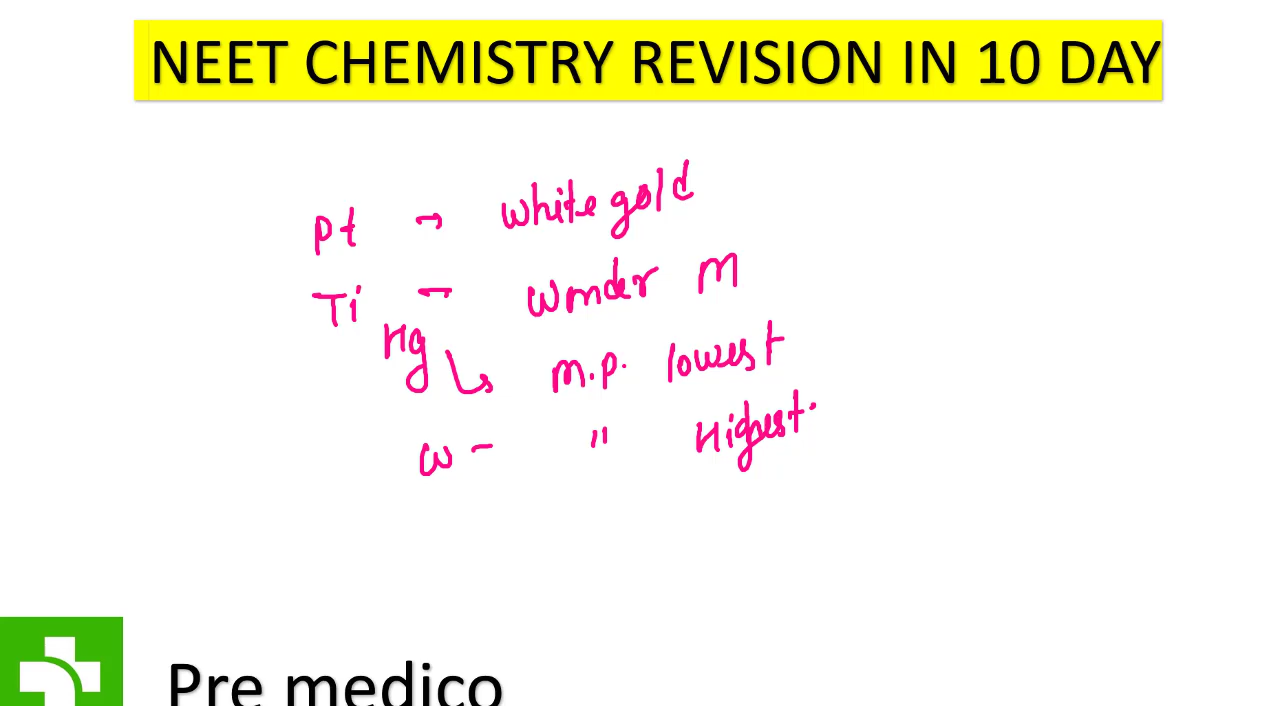 NEET CHEMISTRY REVISION IN 10 DAY
Pt → White gold
Ti – Wonder M
Hg ↳ M.P. lowest
W – " Highest.
Pre medico